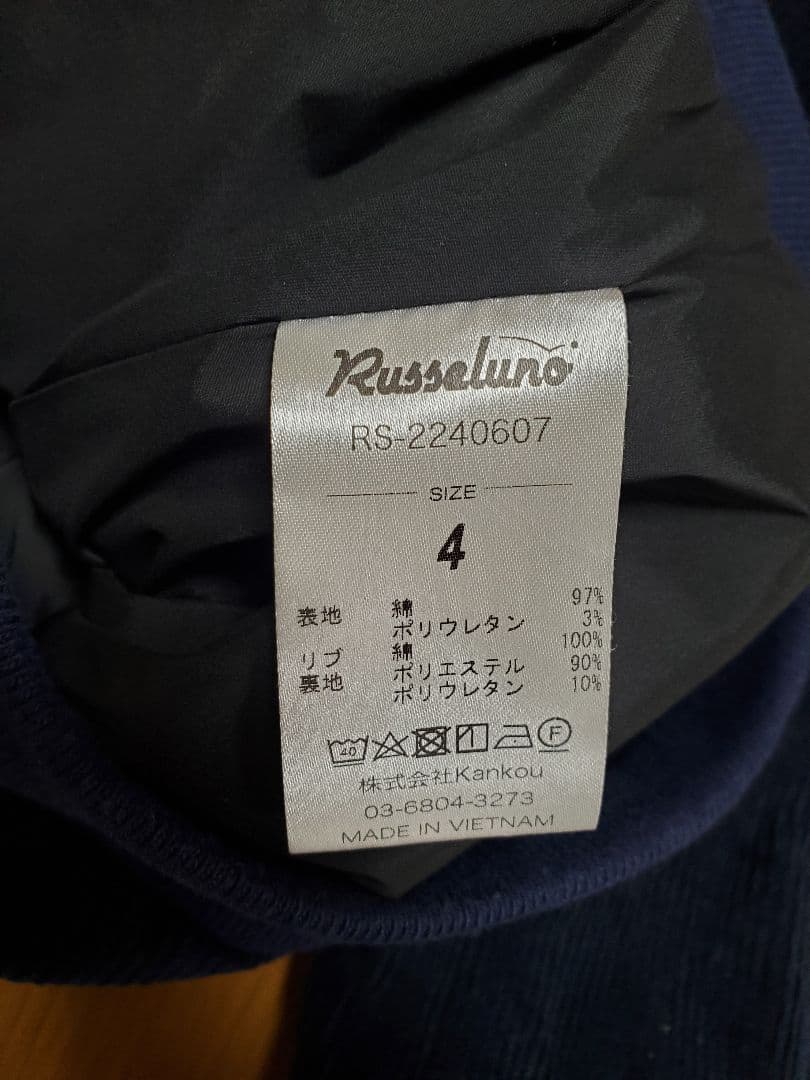 Russeluno
RS-2240607
SIZE
4
表地 綿 97%
ポリウレタン 3%
リブ 綿 100%
裏地 ポリエステル 90%
ポリウレタン 10%
40 F
株式会社Kankou
03-6804-3273
MADE IN VIETNAM